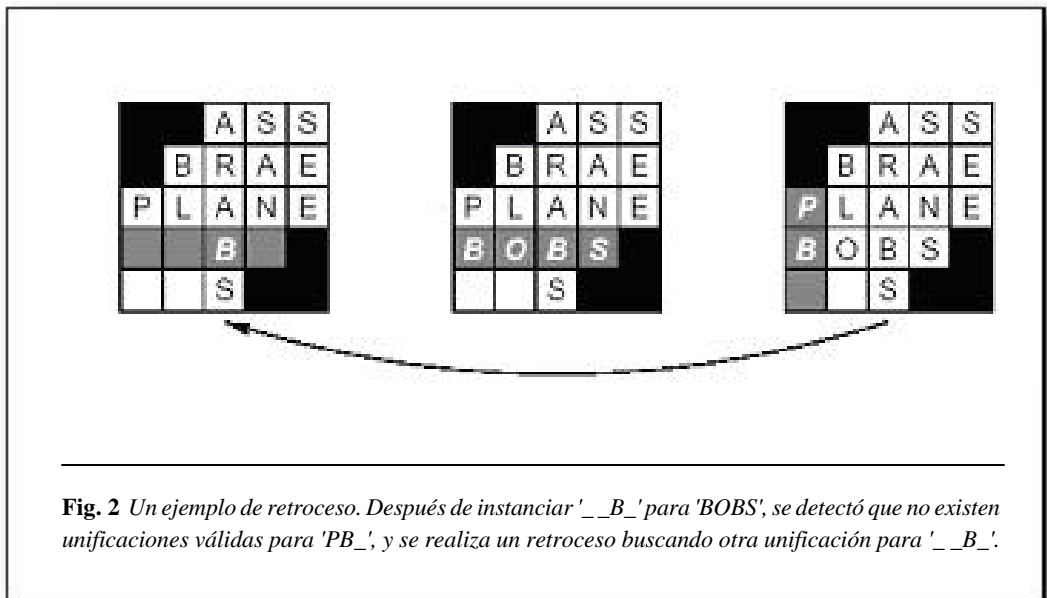 A S S A S S A S S
B R A E B R A E B R A E
P L A N E P L A N E P L A N E
B B O B S B O B S
S S S
Fig. 2 Un ejemplo de retroceso. Después de instanciar '_ _B_' para 'BOBS', se detectó que no existen
unificaciones válidas para 'PB_', y se realiza un retroceso buscando otra unificación para '_ _B_'.